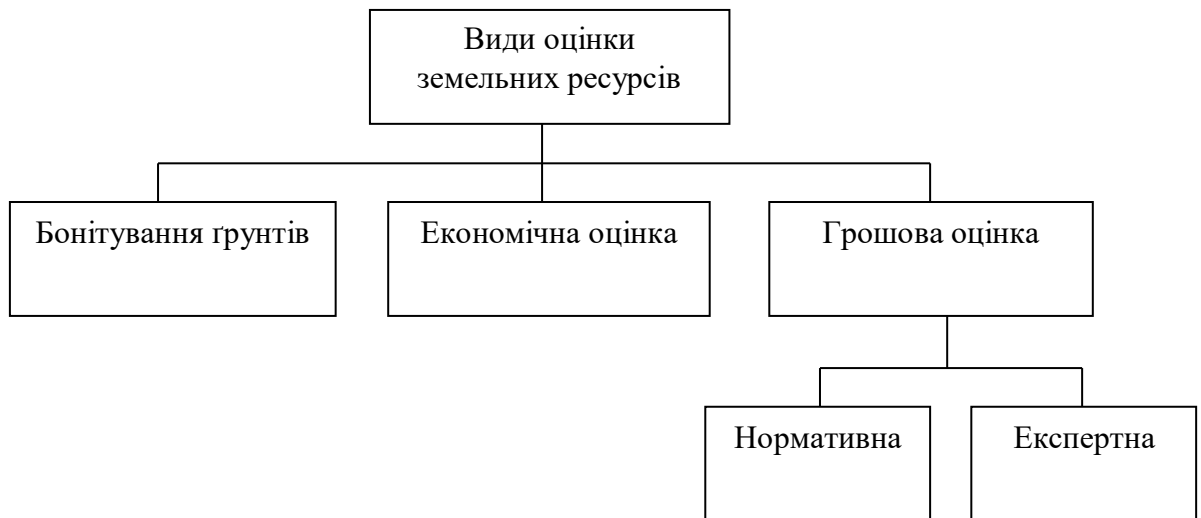 Види оцінки
земельних ресурсів
Бонітування ґрунтів
Економічна оцінка
Грошова оцінка
Нормативна
Експертна